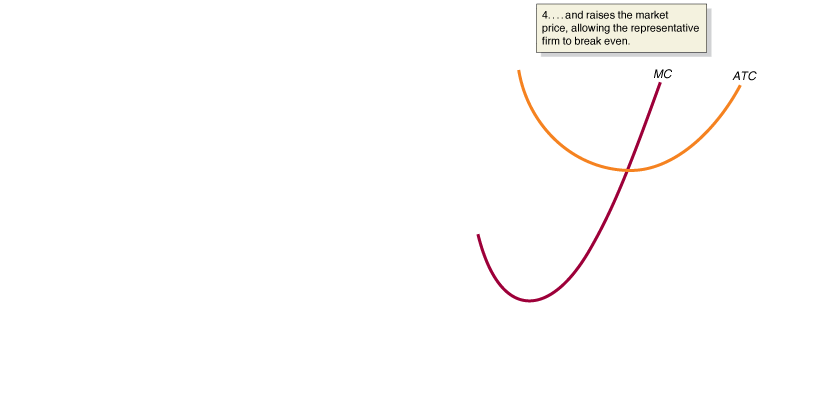 4. . . . and raises the market
price, allowing the representative
firm to break even.
MC
ATC